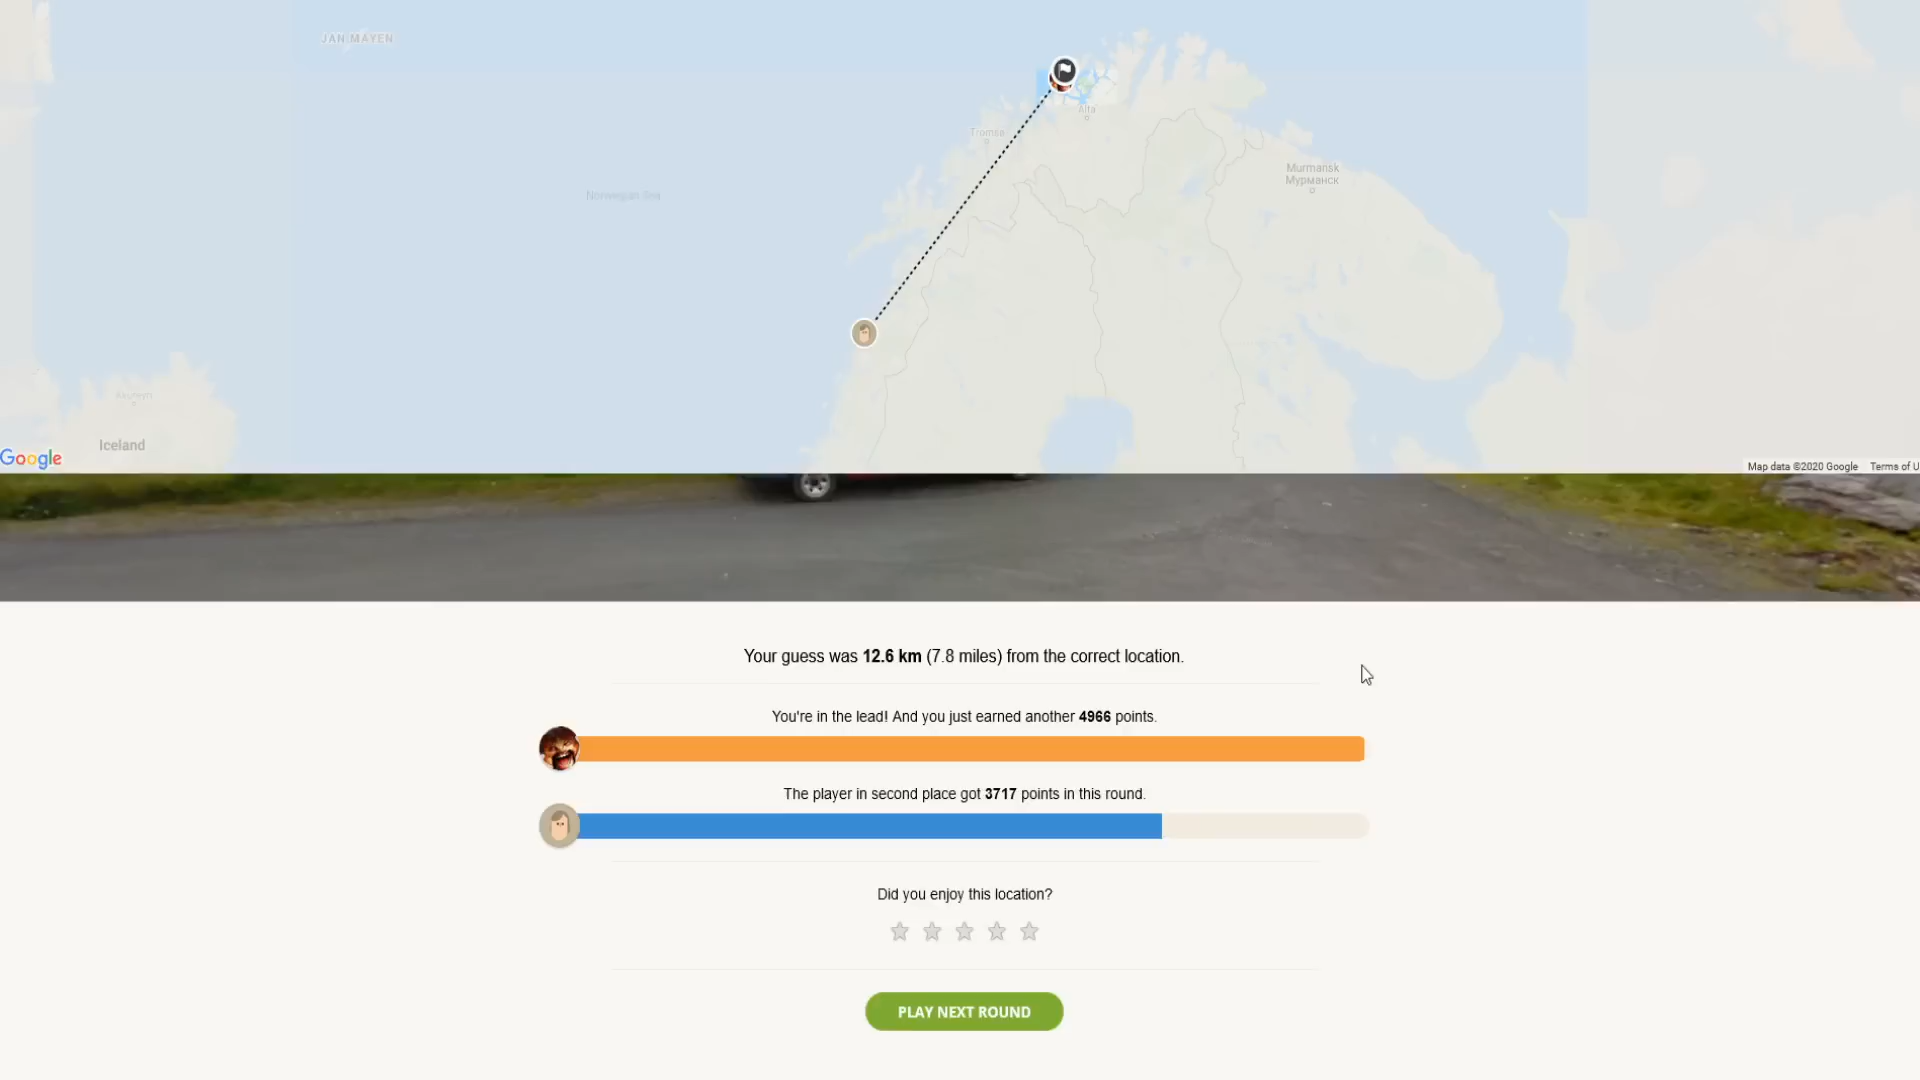 JAN MAYEN
Alta
Tromsø
Murmansk
Мурманск
Norwegian Sea
Akureyri
Iceland
Google
Map data ©2020 Google Terms of U
Your guess was 12.6 km (7.8 miles) from the correct location.
You're in the lead! And you just earned another 4966 points.
The player in second place got 3717 points in this round.
Did you enjoy this location?
PLAY NEXT ROUND